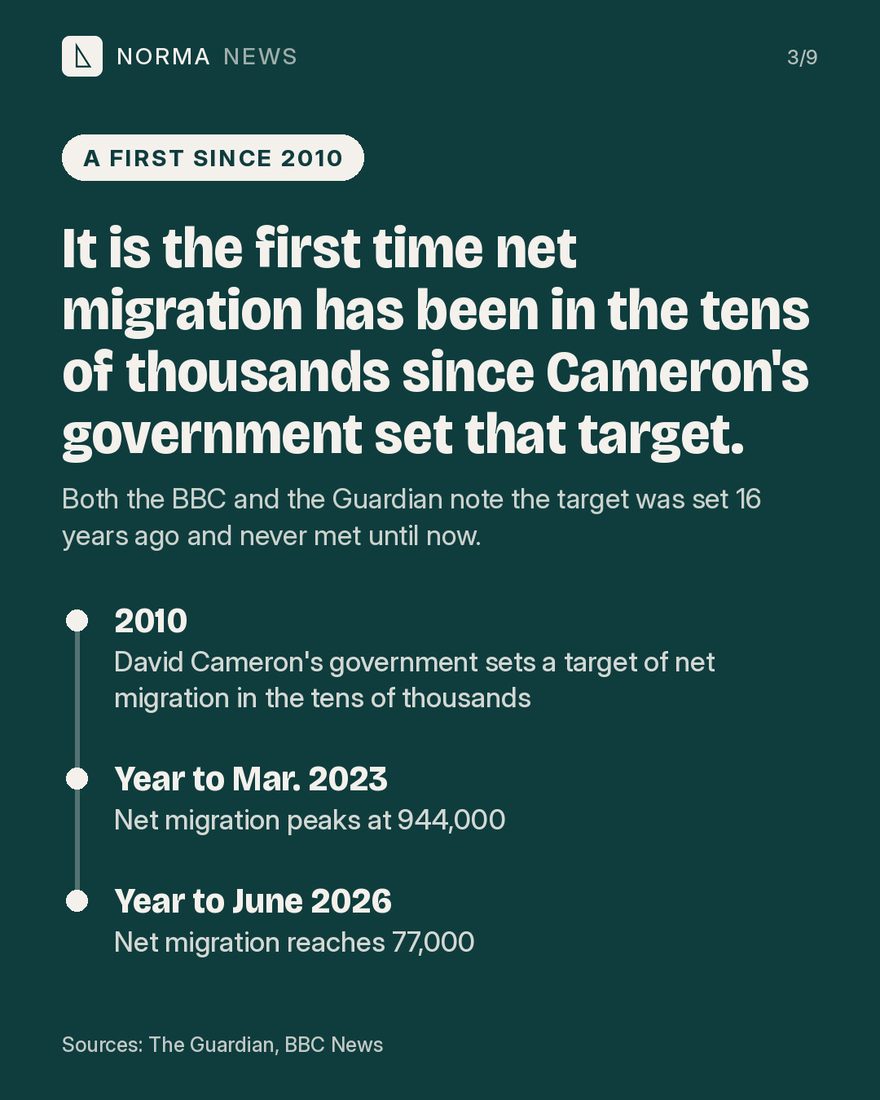 NORMA NEWS
3/9
A FIRST SINCE 2010
It is the first time net
migration has been in the tens
of thousands since Cameron's
government set that target.
Both the BBC and the Guardian note the target was set 16
years ago and never met until now.
2010
David Cameron's government sets a target of net
migration in the tens of thousands
Year to Mar. 2023
Net migration peaks at 944,000
Year to June 2026
Net migration reaches 77,000
Sources: The Guardian, BBC News